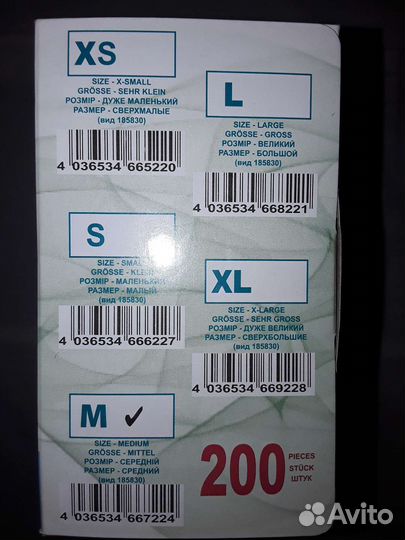 XS
SIZE - X-SMALL
GRÖSSE - SEHR KLEIN
РОЗМІР - ДУЖЕ МАЛЕНЬКИЙ
РАЗМЕР - СВЕРХМАЛЫЕ
(вид 185830)
4 036534 665220
S
SIZE - SMALL
GRÖSSE - KLEIN
РОЗМІР - МАЛЕНЬКИЙ
РАЗМЕР - МАЛЫЙ
(вид 185830)
4 036534 666227
M ✓
SIZE - MEDIUM
GRÖSSE - MITTEL
РОЗМІР - СЕРЕДНІЙ
РАЗМЕР - СРЕДНИЙ
(вид 185830)
4 036534 667224
L
SIZE - LARGE
GRÖSSE - GROSS
РОЗМІР - ВЕЛИКИЙ
РАЗМЕР - БОЛЬШОЙ
(вид 185830)
4 036534 668221
XL
SIZE - X-LARGE
GRÖSSE - SEHR GROSS
РОЗМІР - ДУЖЕ ВЕЛИКИЙ
РАЗМЕР - СВЕРХБОЛЬШИЕ
(вид 185830)
4 036534 669228
200
PIECES
STÜCK
ШТУК
Avito